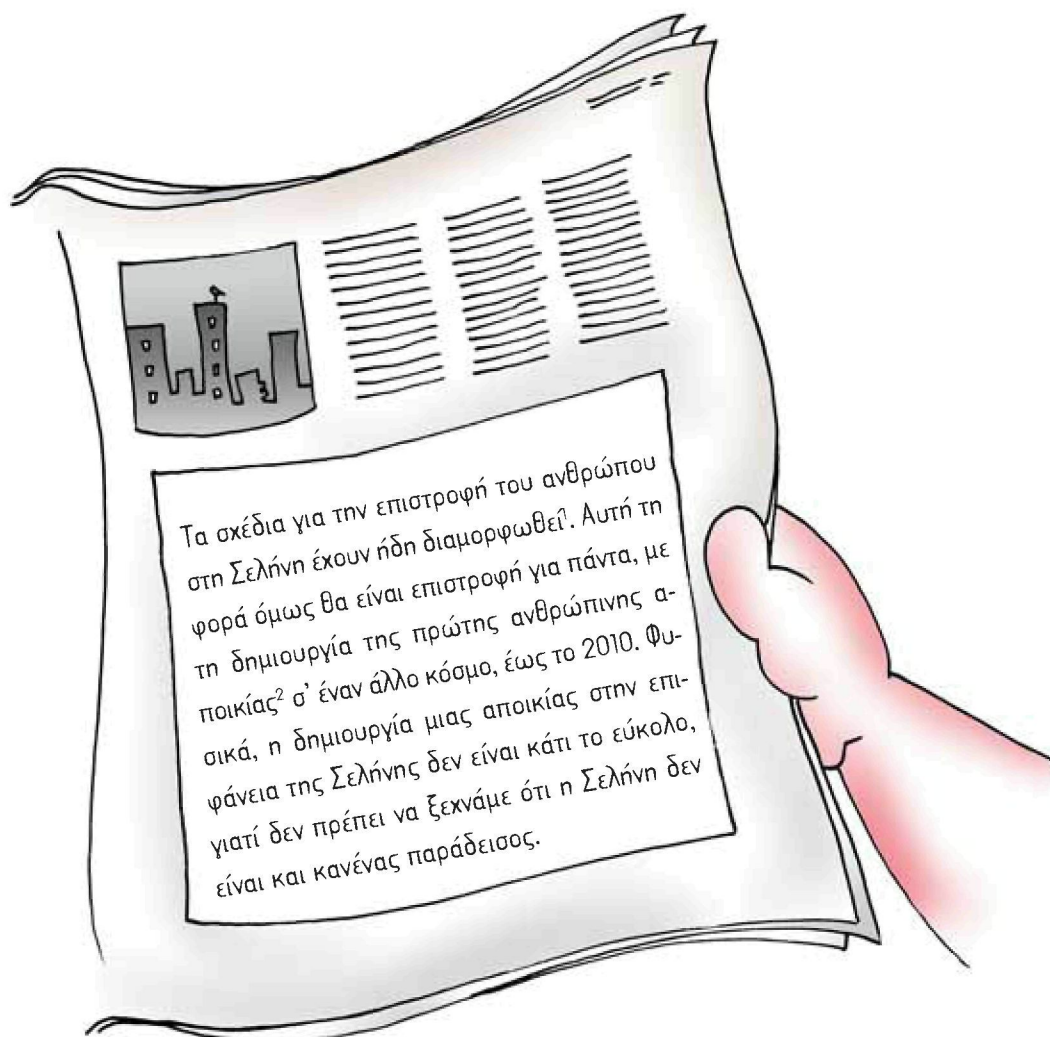 Τα σχέδια για την επιστροφή του ανθρώπου
στη Σελήνη έχουν ήδη διαμορφωθεί¹. Αυτή τη
φορά όμως θα είναι επιστροφή για πάντα, με
τη δημιουργία της πρώτης ανθρώπινης α-
ποικίας² σ' έναν άλλο κόσμο, έως το 2010. Φυ-
σικά, η δημιουργία μιας αποικίας στην επι-
φάνεια της Σελήνης δεν είναι κάτι το εύκολο,
γιατί δεν πρέπει να ξεχνάμε ότι η Σελήνη δεν
είναι και κανένας παράδεισος.